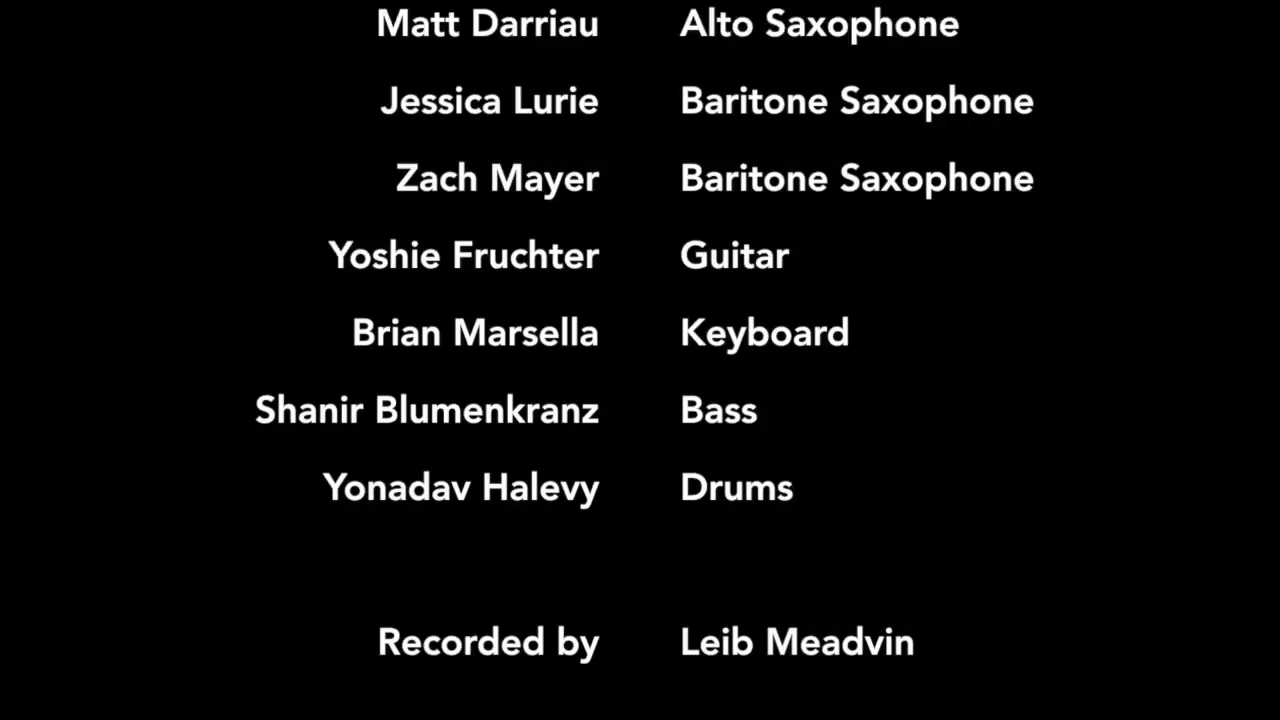 Matt Darriau Alto Saxophone
Jessica Lurie Baritone Saxophone
Zach Mayer Baritone Saxophone
Yoshie Fruchter Guitar
Brian Marsella Keyboard
Shanir Blumenkranz Bass
Yonadav Halevy Drums
Recorded by Leib Meadvin